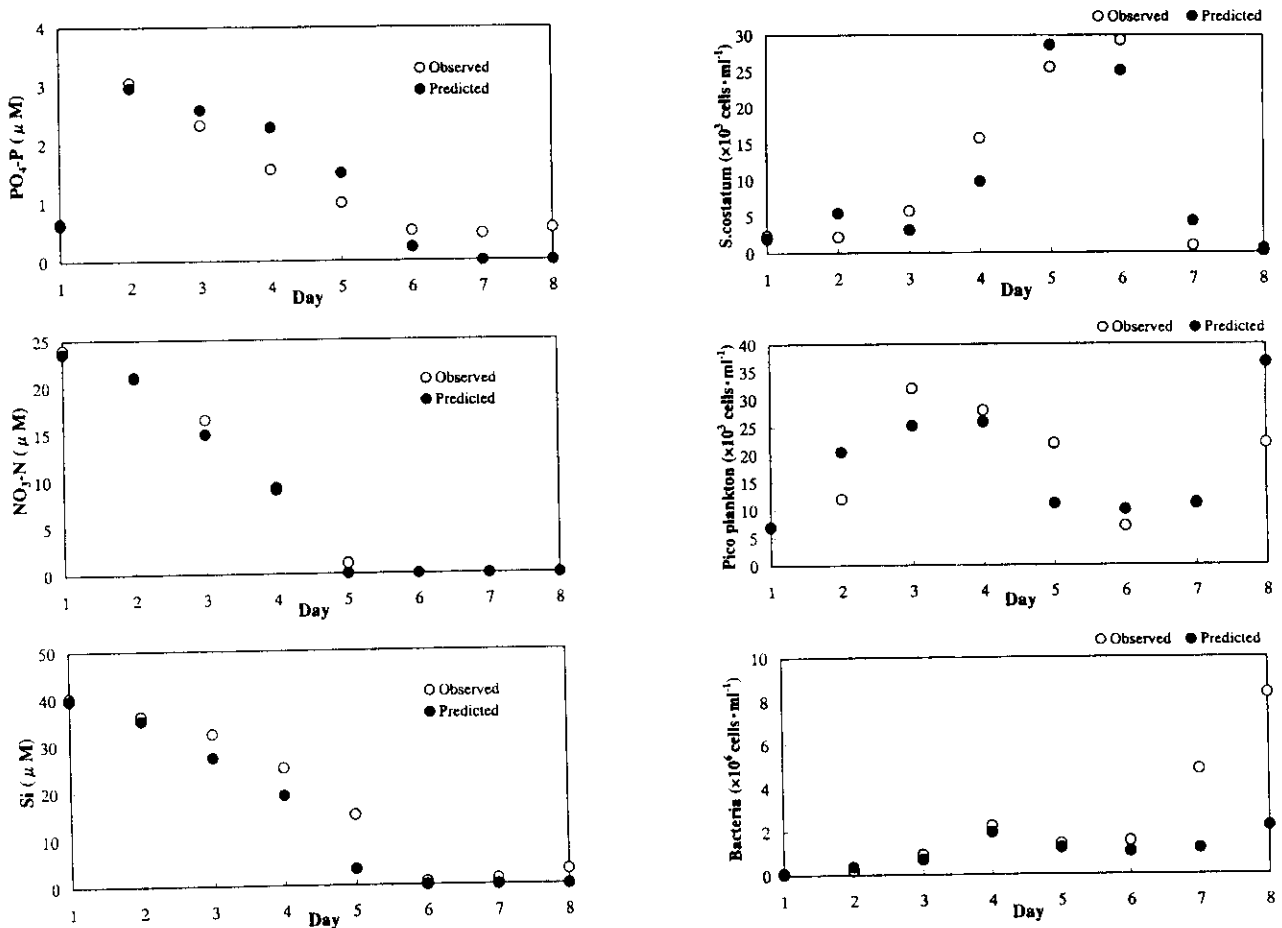 4
3
2
1
0
PO₄-P ( μ M)
○ Observed
● Predicted
1 2 3 4 5 6 7 8
Day
25
20
15
10
5
0
NO₃-N ( μ M)
○ Observed
● Predicted
1 2 3 4 5 6 7 8
Day
50
40
30
20
10
0
Si ( μ M)
○ Observed
● Predicted
1 2 3 4 5 6 7 8
Day
○ Observed ● Predicted
30
25
20
15
10
5
0
S.costatum (×10³ cells·ml⁻¹)
1 2 3 4 5 6 7 8
○ Observed ● Predicted
40
35
30
25
20
15
10
5
0
Pico plankton (×10³ cells·ml⁻¹)
1 2 3 4 5 6 7 8
○ Observed ● Predicted
10
8
6
4
2
0
Bacteria (×10⁶ cells·ml⁻¹)
1 2 3 4 5 6 7 8